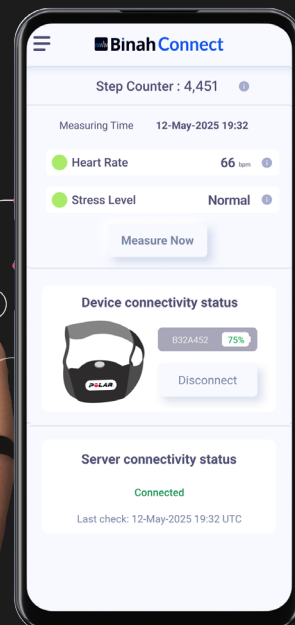 Binah Connect
Step Counter : 4,451
Measuring Time 12-May-2025 19:32
Heart Rate 66 bpm
Stress Level Normal
Measure Now
Device connectivity status
B32A452 75%
POLAR
Disconnect
Server connectivity status
Connected
Last check: 12-May-2025 19:32 UTC